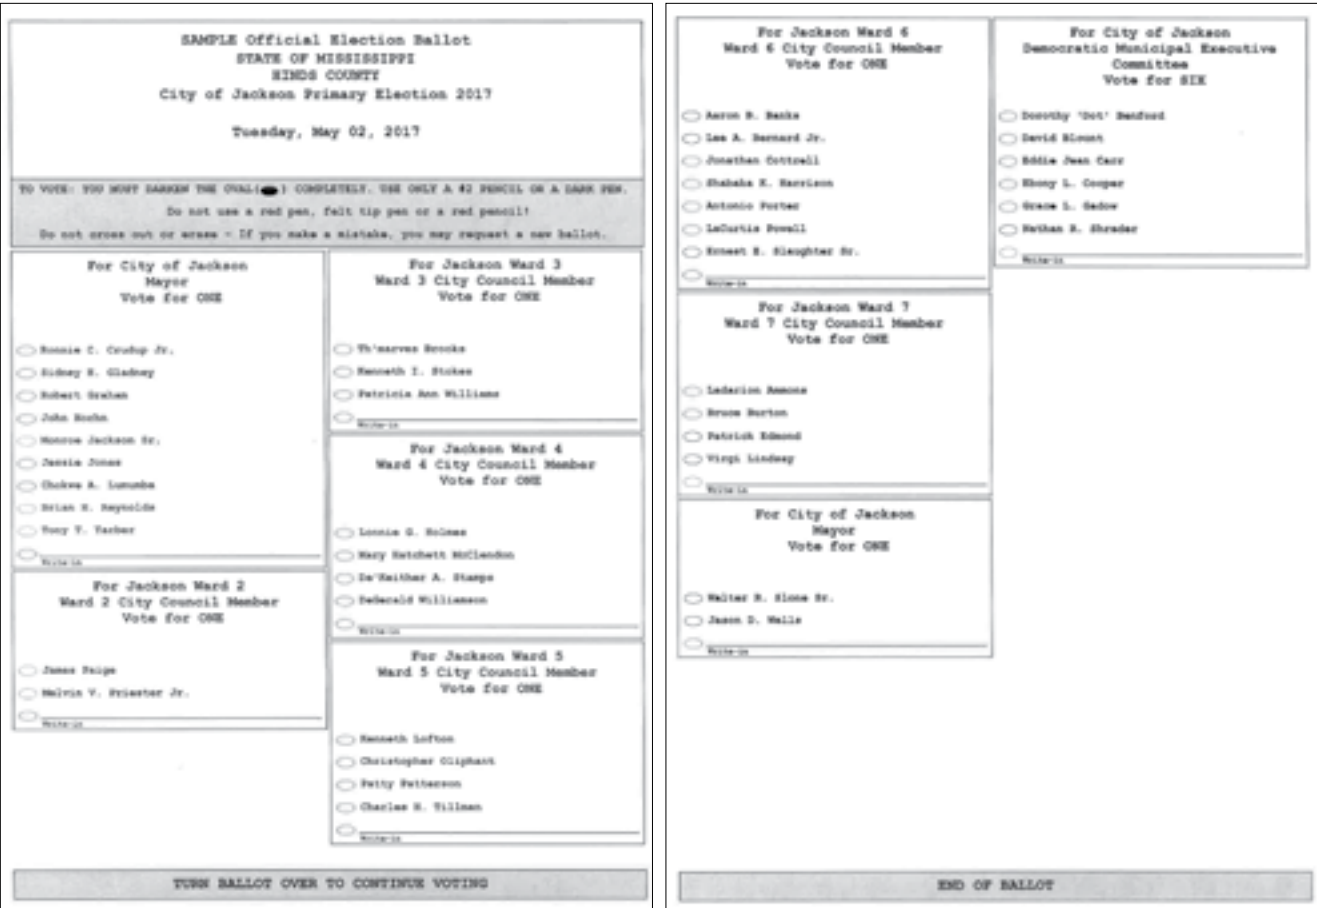 SAMPLE Official Election Ballot
STATE OF MISSISSIPPI
HINDS COUNTY
City of Jackson Primary Election 2017
Tuesday, May 02, 2017
TO VOTE: YOU MUST DARKEN THE OVAL( ) COMPLETELY. USE ONLY A #2 PENCIL OR A DARK PEN.
Do not use a red pen, felt tip pen or a red pencil!
Do not cross out or erase - If you make a mistake, you may request a new ballot.
For City of Jackson
Mayor
Vote for ONE
Ronnie C. Crudup Jr.
Sidney R. Gladney
Robert Graham
John Horhn
Monroe Jackson Sr.
Jessie Jones
Chokwe A. Lumumba
Brian H. Reynolds
Tony T. Yarber
Write-in
For Jackson Ward 2
Ward 2 City Council Member
Vote for ONE
James Paige
Melvin V. Priester Jr.
Write-in
For Jackson Ward 3
Ward 3 City Council Member
Vote for ONE
Th'marves Brooks
Kenneth I. Stokes
Patricia Ann Williams
Write-in
For Jackson Ward 4
Ward 4 City Council Member
Vote for ONE
Lonnie G. Holmes
Mary Hatchett McClendon
De'Keither A. Stamps
DeGerald Williamson
Write-in
For Jackson Ward 5
Ward 5 City Council Member
Vote for ONE
Kenneth Lofton
Christopher Oliphant
Patty Patterson
Charles H. Tillman
Write-in
TURN BALLOT OVER TO CONTINUE VOTING
For Jackson Ward 6
Ward 6 City Council Member
Vote for ONE
Aaron B. Banks
Lee A. Bernard Jr.
Jonathan Cottrell
Shabaka K. Harrison
Antonio Porter
LaCurtis Powell
Ernest E. Slaughter Sr.
Write-in
For Jackson Ward 7
Ward 7 City Council Member
Vote for ONE
Ladarion Ammons
Bruce Burton
Patrick Edmond
Virgi Lindsay
Write-in
For City of Jackson
Mayor
Vote for ONE
Walter R. Slone Sr.
Jason D. Wells
Write-in
For City of Jackson
Democratic Municipal Executive
Committee
Vote for SIX
Dorothy 'Dot' Benford
David Blount
Eddie Jean Carr
Ebony L. Cooper
Grace L. Gadow
Nathan R. Shrader
Write-in
END OF BALLOT